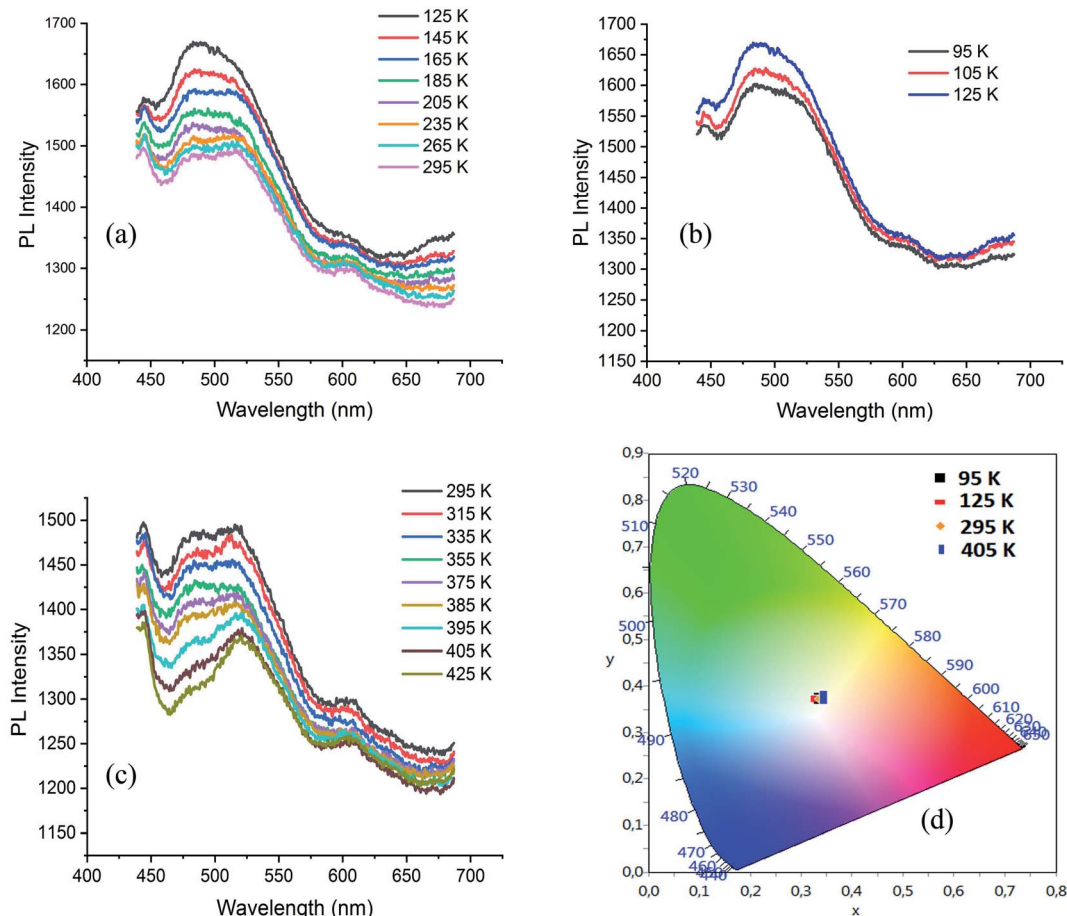 1700
1600
1500
1400
1300
1200
PL Intensity
400 450 500 550 600 650 700
Wavelength (nm)
125 K
145 K
165 K
185 K
205 K
235 K
265 K
295 K
(a)
1700
1650
1600
1550
1500
1450
1400
1350
1300
1250
1200
1150
PL Intensity
400 450 500 550 600 650 700
Wavelength (nm)
95 K
105 K
125 K
(b)
1500
1450
1400
1350
1300
1250
1200
1150
PL Intensity
400 450 500 550 600 650 700
Wavelength (nm)
295 K
315 K
335 K
355 K
375 K
385 K
395 K
405 K
425 K
(c)
0,9
0,8
0,7
0,6
0,5
y
0,4
0,3
0,2
0,1
0,0
0,0 0,1 0,2 0,3 0,4 0,5 0,6 0,7 0,8
x
95 K
125 K
295 K
405 K
520
530
540
550
560
570
580
590
600
610
620
630
640
650
510
500
490
480
470
460
450
440
(d)